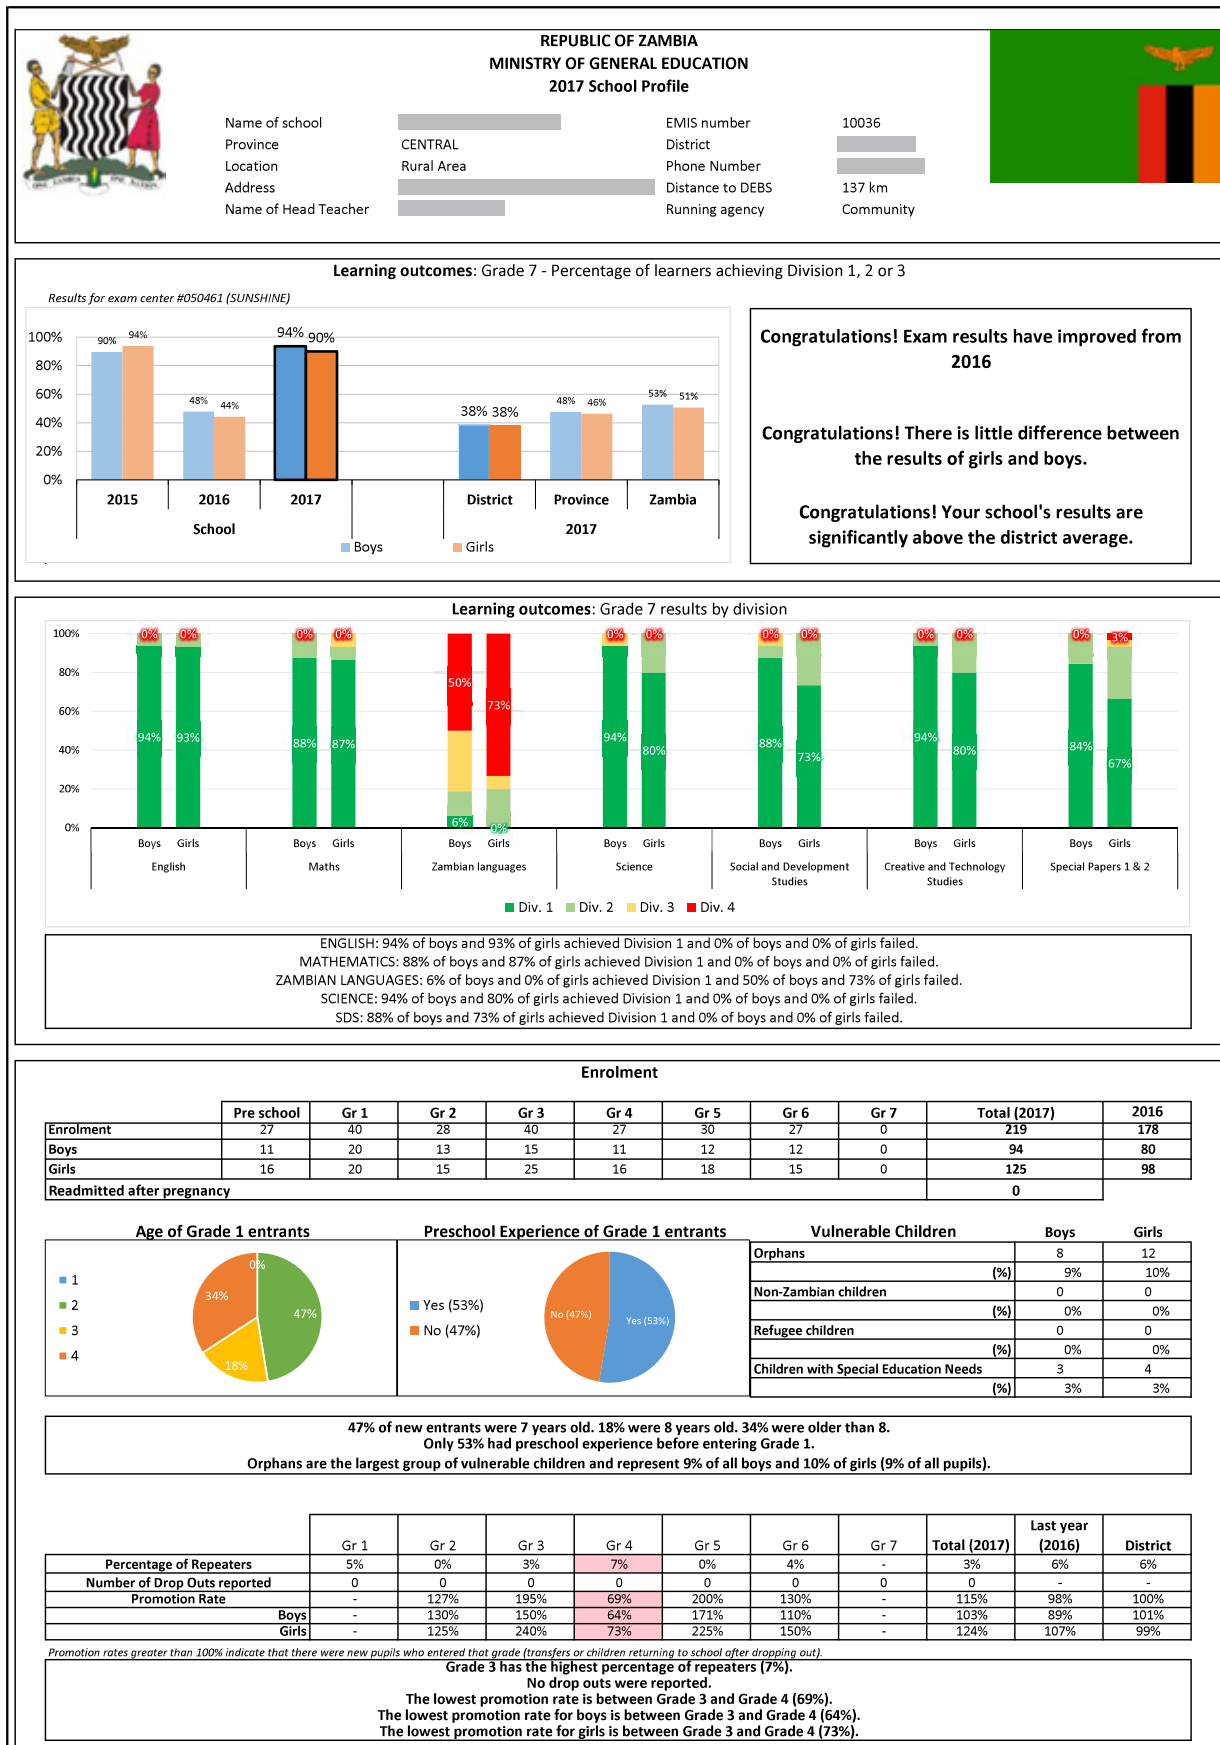 REPUBLIC OF ZAMBIA
MINISTRY OF GENERAL EDUCATION
2017 School Profile
Name of school EMIS number 10036
Province CENTRAL District
Location Rural Area Phone Number
Address Distance to DEBS 137 km
Name of Head Teacher Running agency Community
ONE ZAMBIA ONE NATION
Learning outcomes: Grade 7 - Percentage of learners achieving Division 1, 2 or 3
Results for exam center #050461 (SUNSHINE)
100%
80%
60%
40%
20%
0%
90% 94% 48% 44% 94% 90% 38% 38% 48% 46% 53% 51%
2015 2016 2017 District Province Zambia
School 2017
Boys Girls
Congratulations! Exam results have improved from
2016
Congratulations! There is little difference between
the results of girls and boys.
Congratulations! Your school's results are
significantly above the district average.
Learning outcomes: Grade 7 results by division
100%
80%
60%
40%
20%
0%
0% 0% 0% 0% 0% 0% 0% 0% 0% 0% 0% 3%
50% 73%
94% 93% 88% 87% 94% 80% 88% 73% 94% 80% 84% 67%
6% 0%
Boys Girls Boys Girls Boys Girls Boys Girls Boys Girls Boys Girls Boys Girls
English Maths Zambian languages Science Social and Development Creative and Technology Special Papers 1 & 2
Studies Studies
Div. 1 Div. 2 Div. 3 Div. 4
ENGLISH: 94% of boys and 93% of girls achieved Division 1 and 0% of boys and 0% of girls failed.
MATHEMATICS: 88% of boys and 87% of girls achieved Division 1 and 0% of boys and 0% of girls failed.
ZAMBIAN LANGUAGES: 6% of boys and 0% of girls achieved Division 1 and 50% of boys and 73% of girls failed.
SCIENCE: 94% of boys and 80% of girls achieved Division 1 and 0% of boys and 0% of girls failed.
SDS: 88% of boys and 73% of girls achieved Division 1 and 0% of boys and 0% of girls failed.
Enrolment
Pre school Gr 1 Gr 2 Gr 3 Gr 4 Gr 5 Gr 6 Gr 7 Total (2017) 2016
Enrolment 27 40 28 40 27 30 27 0 219 178
Boys 11 20 13 15 11 12 12 0 94 80
Girls 16 20 15 25 16 18 15 0 125 98
Readmitted after pregnancy 0
Age of Grade 1 entrants
1
2
3
4
0%
47%
18%
34%
Preschool Experience of Grade 1 entrants
Yes (53%)
No (47%)
No (47%) Yes (53%)
Vulnerable Children Boys Girls
Orphans 8 12
(%) 9% 10%
Non-Zambian children 0 0
(%) 0% 0%
Refugee children 0 0
(%) 0% 0%
Children with Special Education Needs 3 4
(%) 3% 3%
47% of new entrants were 7 years old. 18% were 8 years old. 34% were older than 8.
Only 53% had preschool experience before entering Grade 1.
Orphans are the largest group of vulnerable children and represent 9% of all boys and 10% of girls (9% of all pupils).
Last year
Gr 1 Gr 2 Gr 3 Gr 4 Gr 5 Gr 6 Gr 7 Total (2017) (2016) District
Percentage of Repeaters 5% 0% 3% 7% 0% 4% - 3% 6% 6%
Number of Drop Outs reported 0 0 0 0 0 0 0 0 - -
Promotion Rate - 127% 195% 69% 200% 130% - 115% 98% 100%
Boys - 130% 150% 64% 171% 110% - 103% 89% 101%
Girls - 125% 240% 73% 225% 150% - 124% 107% 99%
Promotion rates greater than 100% indicate that there were new pupils who entered that grade (transfers or children returning to school after dropping out).
Grade 3 has the highest percentage of repeaters (7%).
No drop outs were reported.
The lowest promotion rate is between Grade 3 and Grade 4 (69%).
The lowest promotion rate for boys is between Grade 3 and Grade 4 (64%).
The lowest promotion rate for girls is between Grade 3 and Grade 4 (73%).